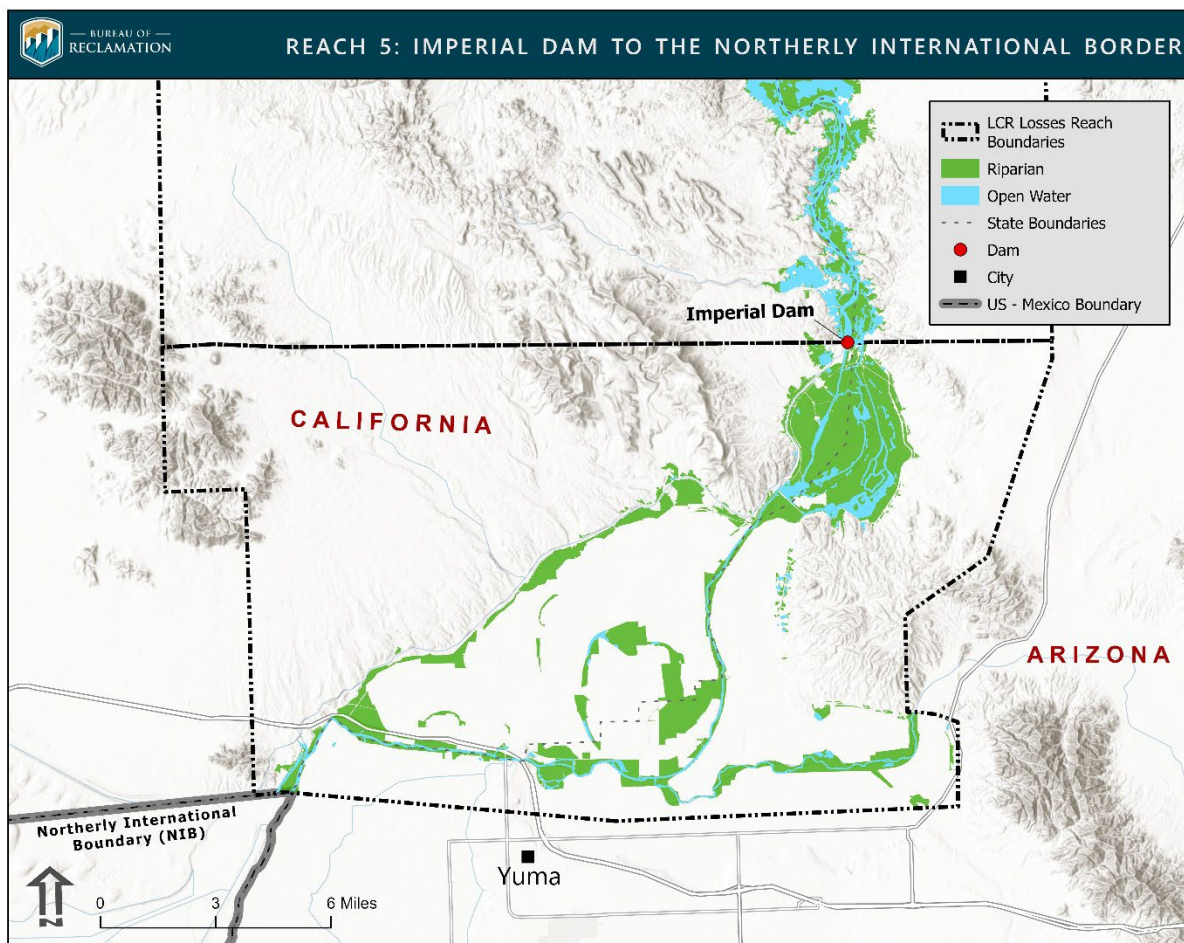 BUREAU OF
RECLAMATION
REACH 5: IMPERIAL DAM TO THE NORTHERLY INTERNATIONAL BORDER
LCR Losses Reach
Boundaries
Riparian
Open Water
State Boundaries
Dam
City
US - Mexico Boundary
Imperial Dam
CALIFORNIA
ARIZONA
Northerly International
Boundary (NIB)
Yuma
N
0 3 6 Miles